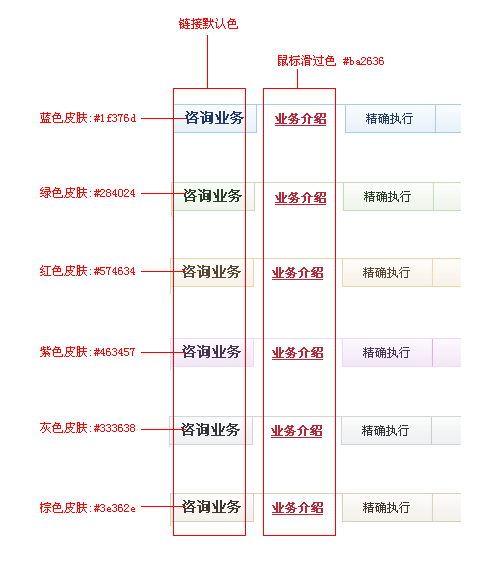 链接默认色
鼠标滑过色 #ba2636
蓝色皮肤:#1f376d 咨询业务 业务介绍 精确执行
绿色皮肤:#284024 咨询业务 业务介绍 精确执行
红色皮肤:#574634 咨询业务 业务介绍 精确执行
紫色皮肤:#463457 咨询业务 业务介绍 精确执行
灰色皮肤:#333638 咨询业务 业务介绍 精确执行
棕色皮肤:#3e362e 咨询业务 业务介绍 精确执行